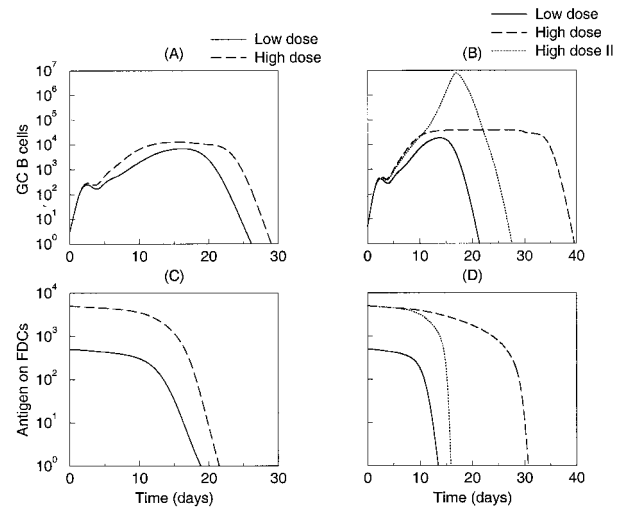 Low dose
High dose
Low dose
High dose
High dose II
(A)
(B)
10^7
10^6
10^5
10^4
10^3
10^2
10^1
10^0
GC B cells
0
10
20
30
0
10
20
30
40
(C)
(D)
10^4
10^3
10^2
10^1
10^0
Antigen on FDCs
0
10
20
30
0
10
20
30
40
Time (days)
Time (days)